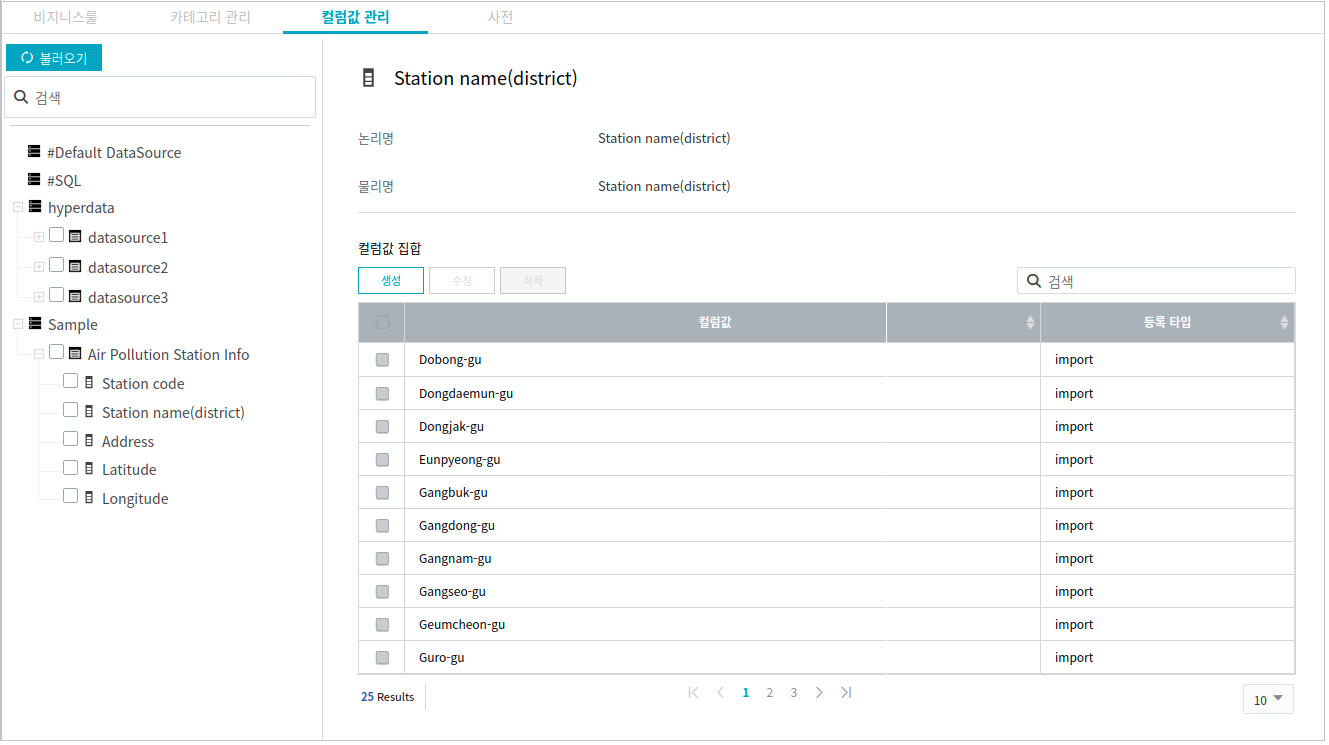 비지니스룰 카테고리 관리 컬럼값 관리 사전
불러오기
검색
#Default DataSource
#SQL
hyperdata
datasource1
datasource2
datasource3
Sample
Air Pollution Station Info
Station code
Station name(district)
Address
Latitude
Longitude
Station name(district)
논리명 Station name(district)
물리명 Station name(district)
컬럼값 집합
생성 수정 삭제 검색
컬럼값 등록 타입
Dobong-gu import
Dongdaemun-gu import
Dongjak-gu import
Eunpyeong-gu import
Gangbuk-gu import
Gangdong-gu import
Gangnam-gu import
Gangseo-gu import
Geumcheon-gu import
Guro-gu import
25 Results 1 2 3 10